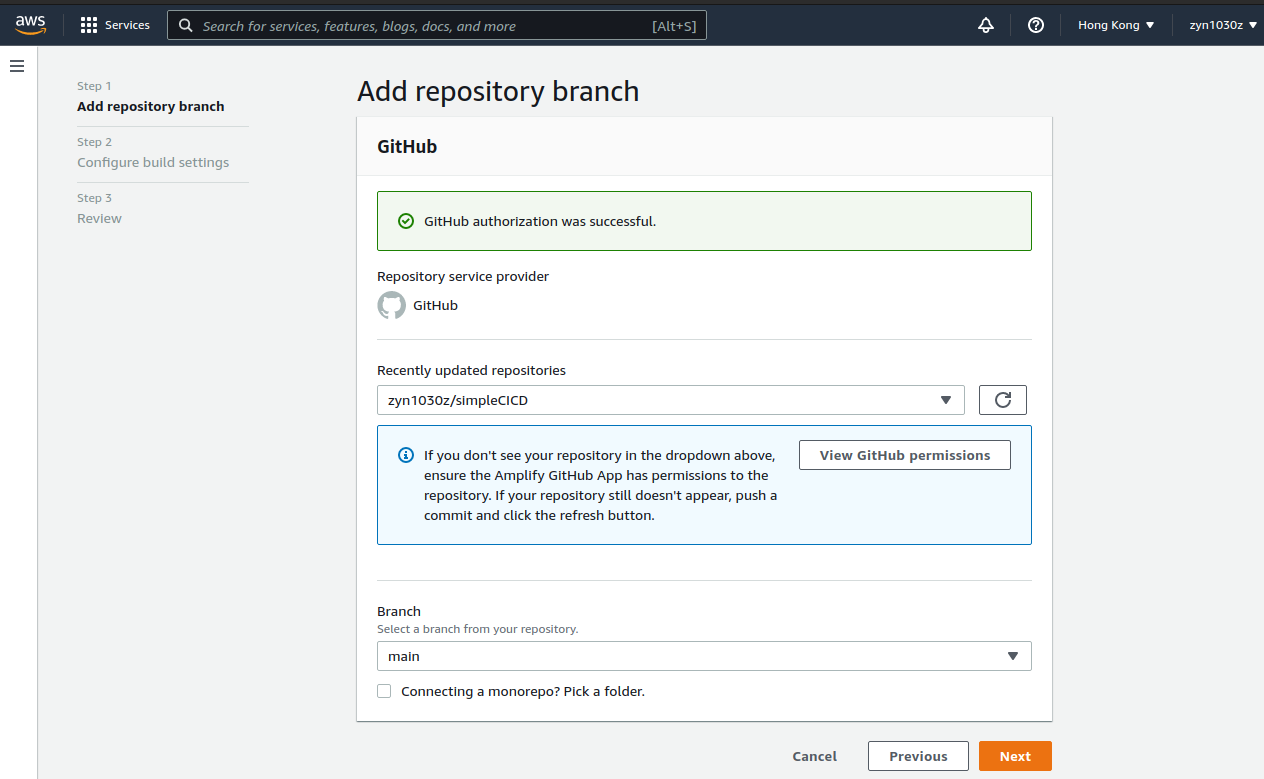 aws
Services
Search for services, features, blogs, docs, and more
[Alt+S]
Hong Kong
zyn1030z
Step 1
Add repository branch
Step 2
Configure build settings
Step 3
Review
Add repository branch
GitHub
GitHub authorization was successful.
Repository service provider
GitHub
Recently updated repositories
zyn1030z/simpleCICD
If you don't see your repository in the dropdown above,
ensure the Amplify GitHub App has permissions to the
repository. If your repository still doesn't appear, push a
commit and click the refresh button.
View GitHub permissions
Branch
Select a branch from your repository.
main
Connecting a monorepo? Pick a folder.
Cancel
Previous
Next